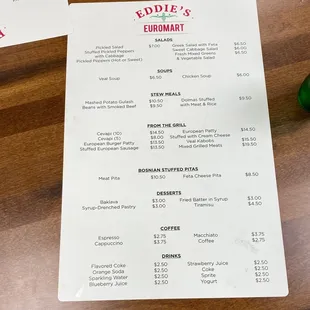 EDDIE'S
EUROMART
SALADS
Pickled Salad $7.00
Stuffed Pickled Peppers
with Cabbage
Pickled Peppers (Hot or Sweet)
Greek Salad with Feta $6.50
Sweet Cabbage Salad $6.50
Fresh Mixed Greens
& Vegetable Salad
SOUPS
Veal Soup $6.50
Chicken Soup $6.00
STEW MEALS
Mashed Potato Gulash $10.50
Beans with Smoked Beef $9.50
Dolmas Stuffed $9.50
with Meat & Rice
FROM THE GRILL
Cevapi (10) $14.50
Cevapi (5) $8.00
European Burger Patty $14.50
Stuffed European Sausage $13.50
European Patty $14.50
Stuffed with Cream Cheese
Veal Kabobs $15.50
Mixed Grilled Meats $19.50
BOSNIAN STUFFED PITAS
Meat Pita $10.50
Feta Cheese Pita $8.50
DESSERTS
Baklava $3.00
Syrup-Drenched Pastry $3.00
Fried Batter in Syrup $3.00
Tiramisu $4.50
COFFEE
Espresso $2.75
Cappuccino $3.75
Macchiato $3.75
Coffee $2.50
DRINKS
Flavored Coke $2.50
Orange Soda $2.50
Sparkling Water $2.50
Blueberry Juice $2.50
Strawberry Juice $2.50
Coke $2.50
Sprite $2.50
Yogurt $2.50